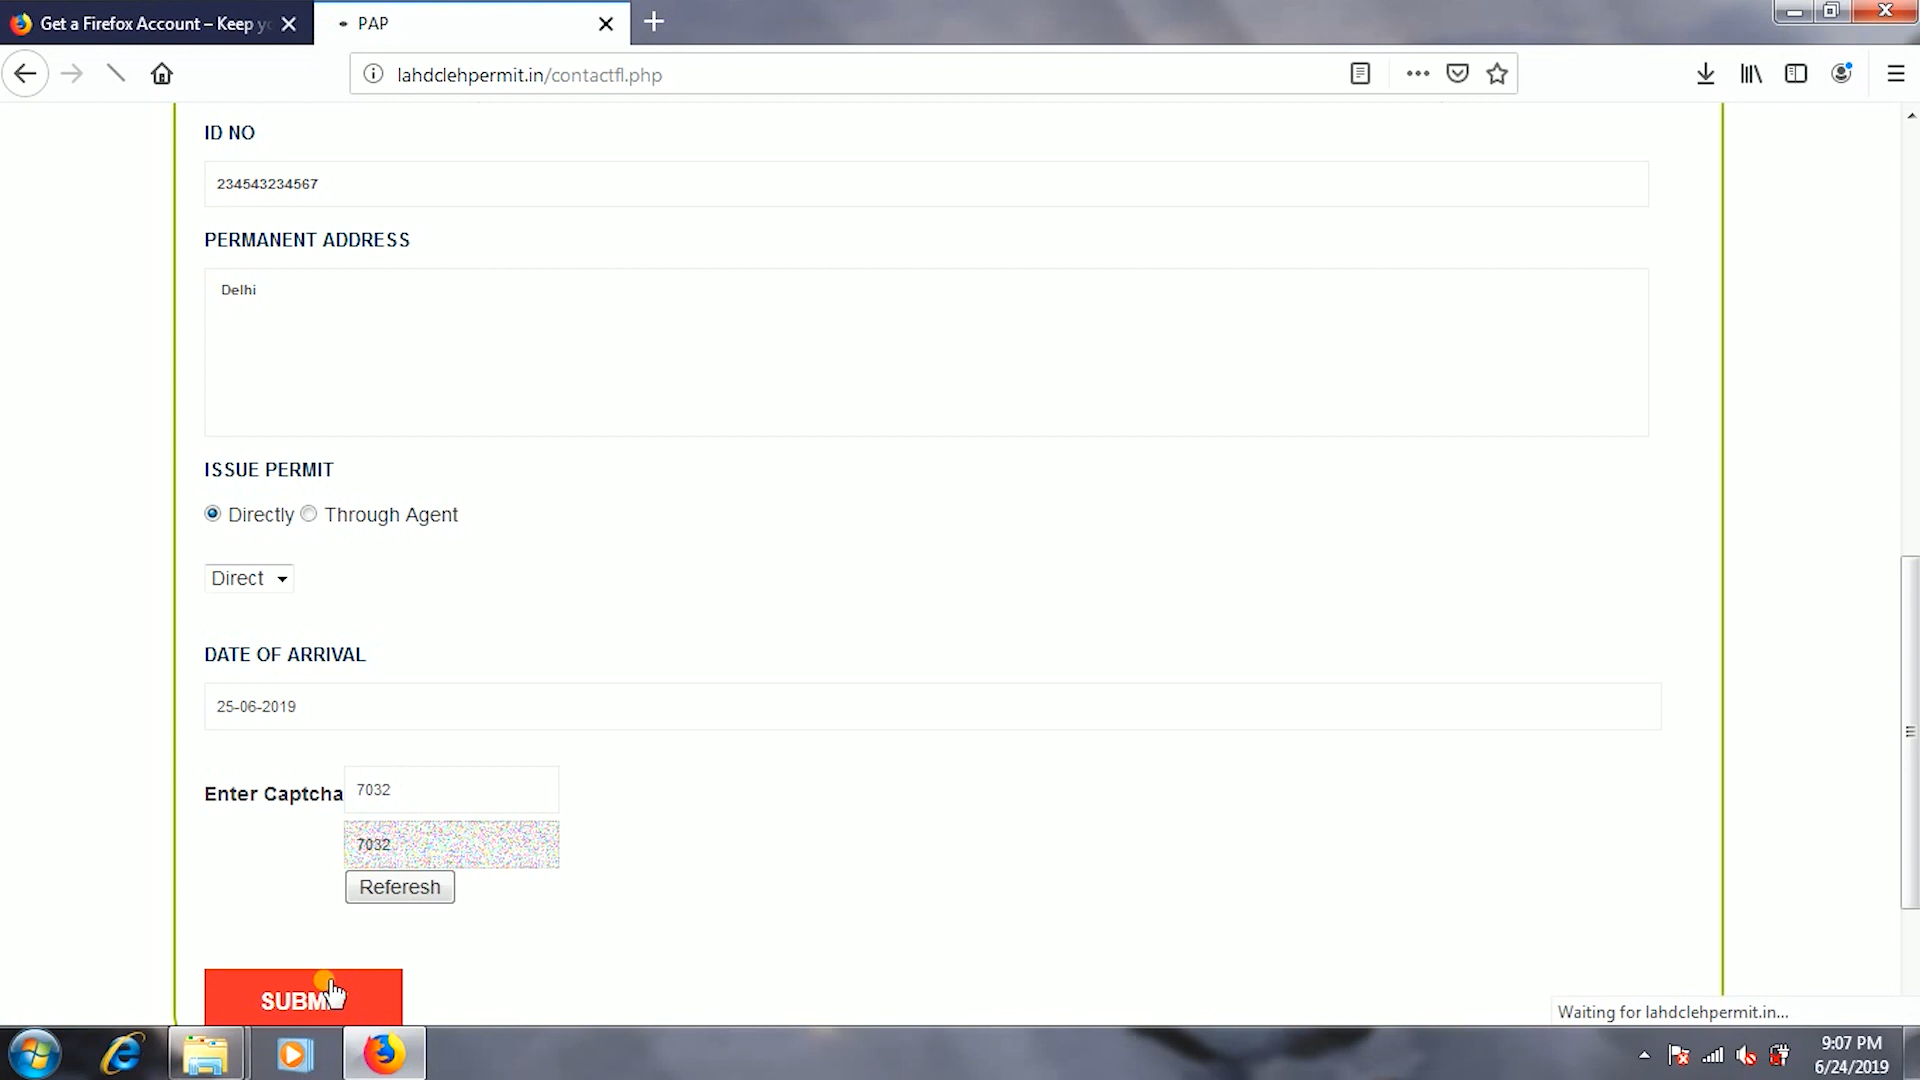 Get a Firefox Account – Keep yo
PAP
lahdclehpermit.in/contactfl.php
ID NO
234543234567
PERMANENT ADDRESS
Delhi
ISSUE PERMIT
Directly Through Agent
Direct
DATE OF ARRIVAL
25-06-2019
Enter Captcha 7032
7032
Referesh
SUBM
Waiting for lahdclehpermit.in...
9:07 PM
6/24/2019